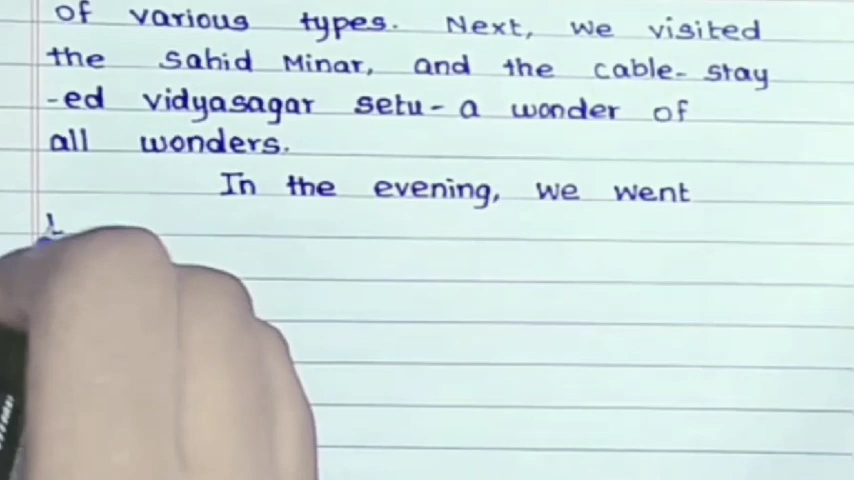 of various types. Next, we visited
the Sahid Minar, and the cable- stay
-ed vidyasagar setu- a wonder of
all wonders.
In the evening, we went